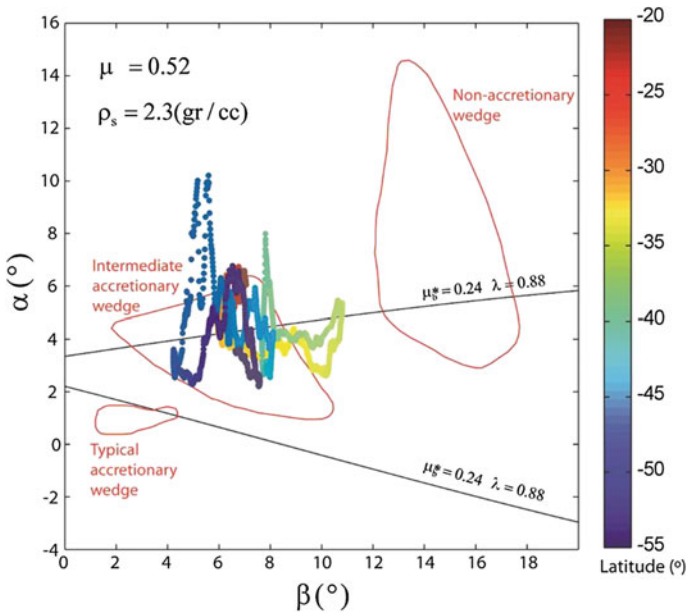 16
14
12
10
8
6
4
2
0
-2
-4
α (°)
μ = 0.52
ρs = 2.3(gr/cc)
Non-accretionary
wedge
Intermediate
accretionary
wedge
Typical
accretionary
wedge
μ*b = 0.24 λ = 0.88
μ*b = 0.24 λ = 0.88
0 2 4 6 8 10 12 14 16 18
β (°)
-20
-25
-30
-35
-40
-45
-50
-55
Latitude (º)